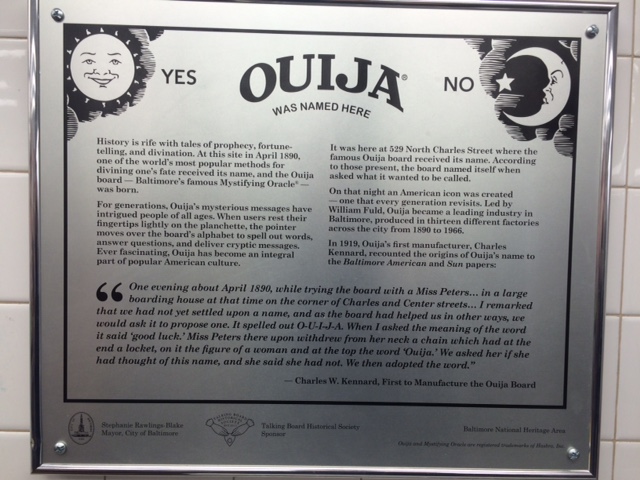 YES
OUIJA®
WAS NAMED HERE
NO
History is rife with tales of prophecy, fortune-
telling, and divination. At this site in April 1890,
one of the world's most popular methods for
divining one's fate received its name, and the Ouija
board — Baltimore's famous Mystifying Oracle® —
was born.
For generations, Ouija's mysterious messages have
intrigued people of all ages. When users rest their
fingertips lightly on the planchette, the pointer
moves over the board's alphabet to spell out words,
answer questions, and deliver cryptic messages.
Ever fascinating, Ouija has become an integral
part of popular American culture.
It was here at 529 North Charles Street where the
famous Ouija board received its name. According
to those present, the board named itself when
asked what it wanted to be called.
On that night an American icon was created
— one that every generation revisits. Led by
William Fuld, Ouija became a leading industry in
Baltimore, produced in thirteen different factories
across the city from 1890 to 1966.
In 1919, Ouija's first manufacturer, Charles
Kennard, recounted the origins of Ouija's name to
the Baltimore American and Sun papers:
“ One evening about April 1890, while trying the board with a Miss Peters... in a large
boarding house at that time on the corner of Charles and Center streets... I remarked
that we had not yet settled upon a name, and as the board had helped us in other ways, we
would ask it to propose one. It spelled out O-U-I-J-A. When I asked the meaning of the word
it said 'good luck.' Miss Peters there upon withdrew from her neck a chain which had at the
end a locket, on it the figure of a woman and at the top the word 'Ouija.' We asked her if she
had thought of this name, and she said she had not. We then adopted the word.”
— Charles W. Kennard, First to Manufacture the Ouija Board
Stephanie Rawlings-Blake
Mayor, City of Baltimore
Talking Board Historical Society
Sponsor
Baltimore National Heritage Area
Ouija and Mystifying Oracle are registered trademarks of Hasbro, Inc.